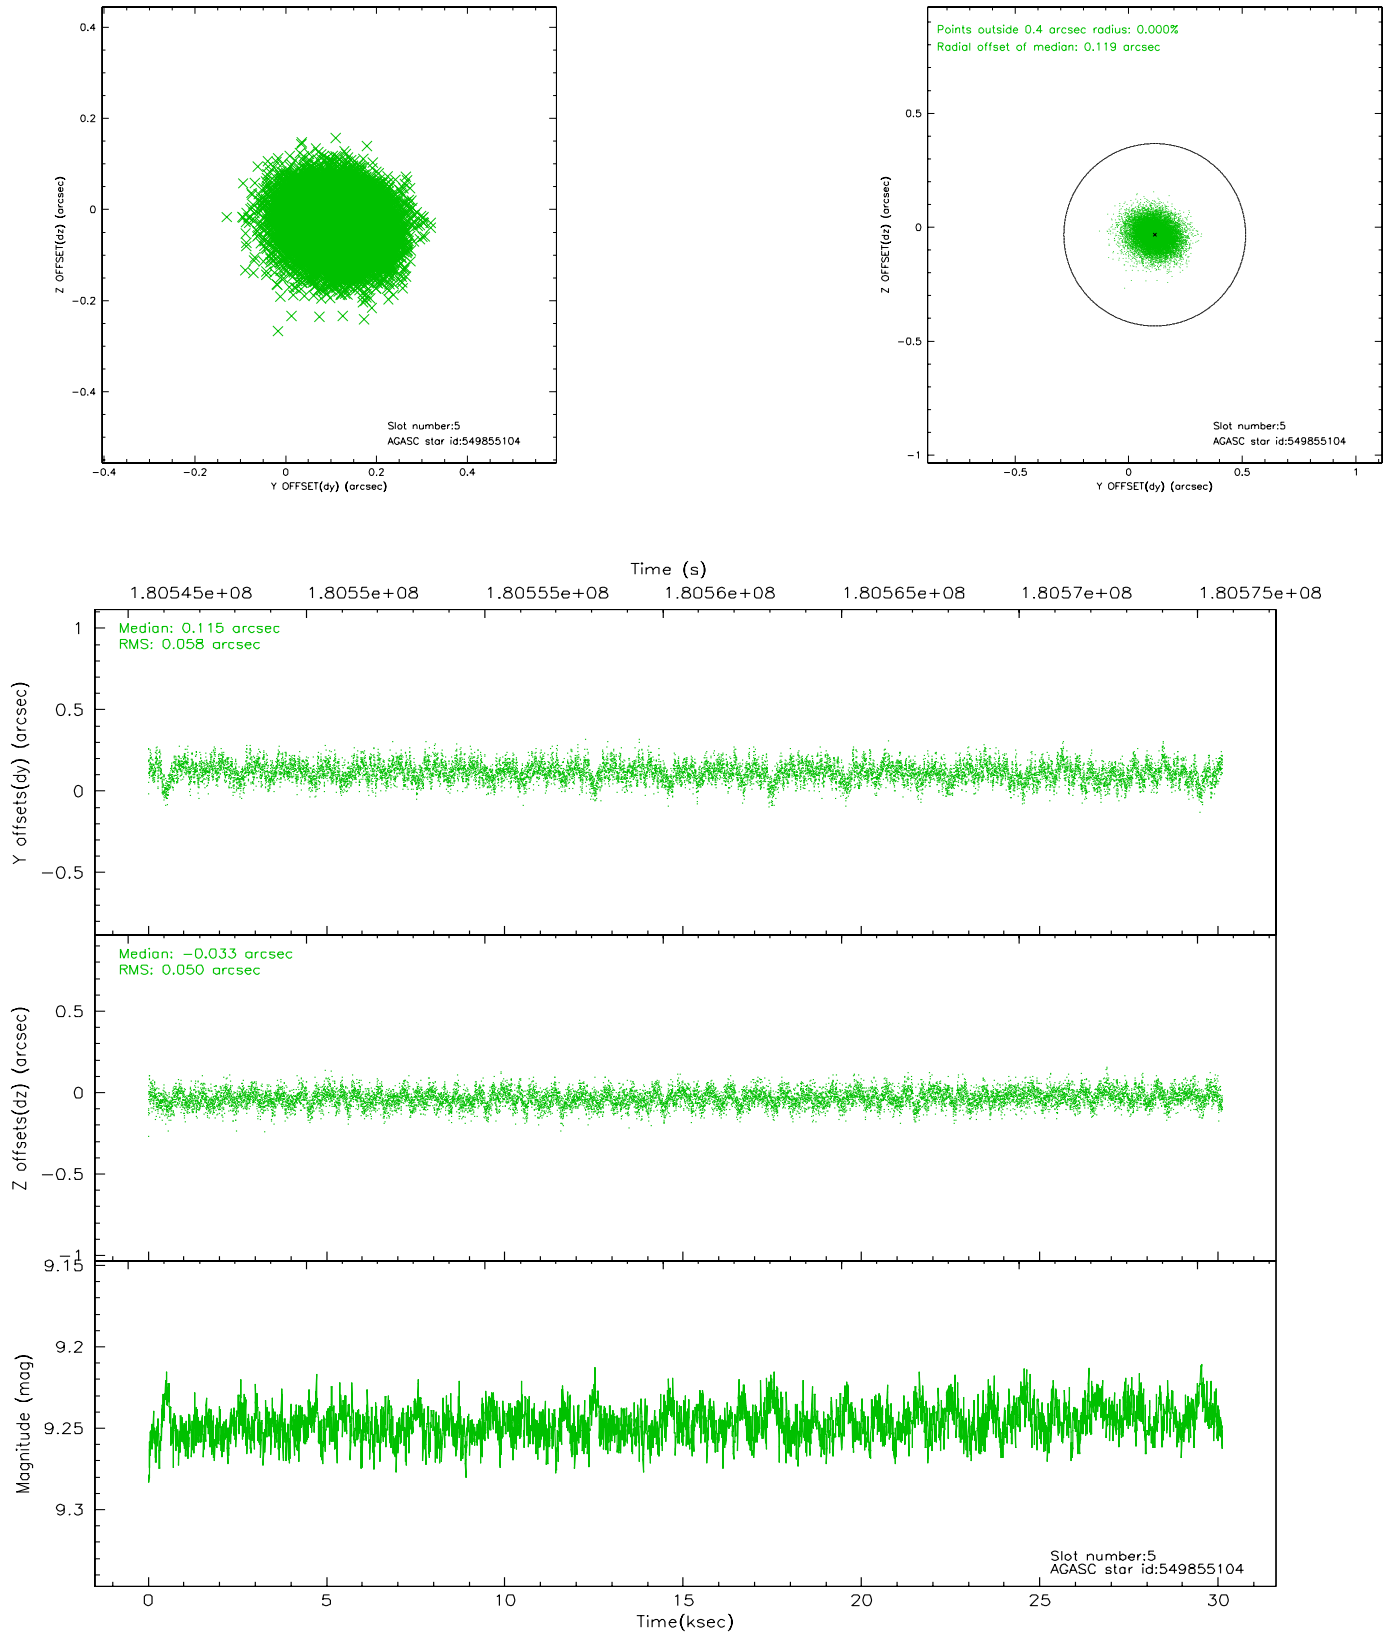 0.4
0.2
0
−0.2
−0.4
Z OFFSET(dz) (arcsec)
Slot number:5
AGASC star id:549855104
−0.4
−0.2
0
0.2
0.4
Y OFFSET(dy) (arcsec)
Points outside 0.4 arcsec radius: 0.000%
Radial offset of median: 0.119 arcsec
0.5
0
−0.5
−1
Z OFFSET(dz) (arcsec)
Slot number:5
AGASC star id:549855104
−0.5
0
0.5
1
Y OFFSET(dy) (arcsec)
Time (s)
1.80545e+08
1.8055e+08
1.80555e+08
1.8056e+08
1.80565e+08
1.8057e+08
1.80575e+08
Median: 0.115 arcsec
RMS: 0.058 arcsec
1
0.5
0
−0.5
Y offsets(dy) (arcsec)
Median: −0.033 arcsec
RMS: 0.050 arcsec
0.5
0
−0.5
−1
Z offsets(dz) (arcsec)
9.15
9.2
9.25
9.3
Magnitude (mag)
Slot number:5
AGASC star id:549855104
0
5
10
15
20
25
30
Time(ksec)